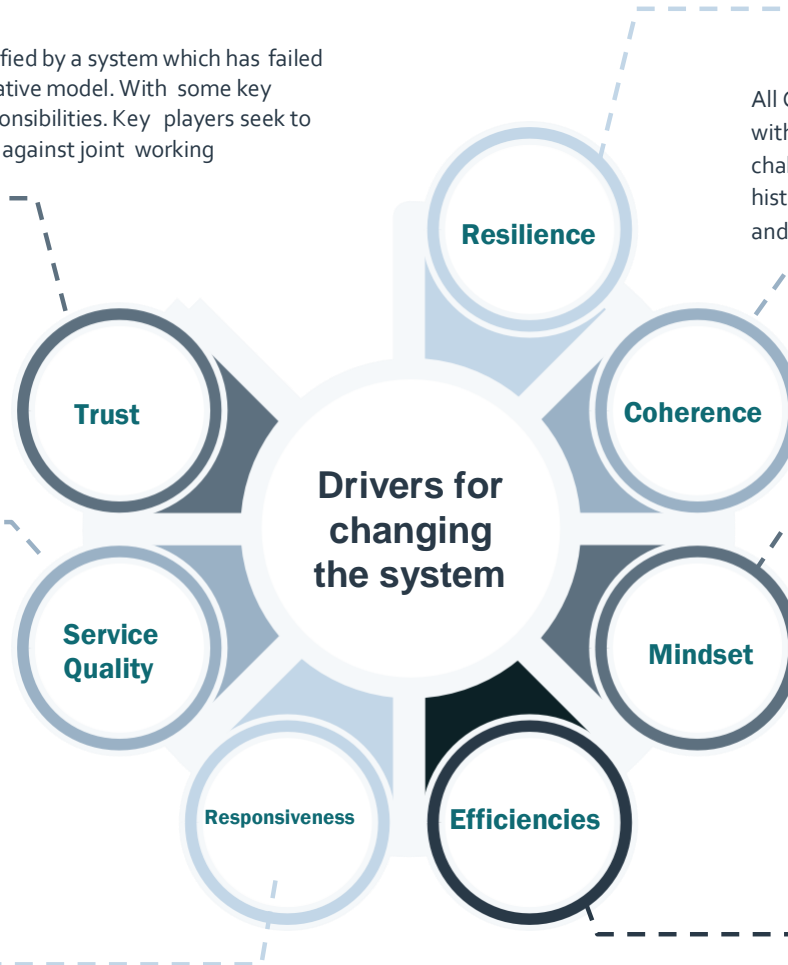 fied by a system which has failed
ative model. With some key
onsibilities. Key players seek to
against joint working
All
with
chal
hist
and
Resilience
Trust
Coherence
Drivers for
changing
the system
Service
Quality
Mindset
Responsiveness
Efficiencies